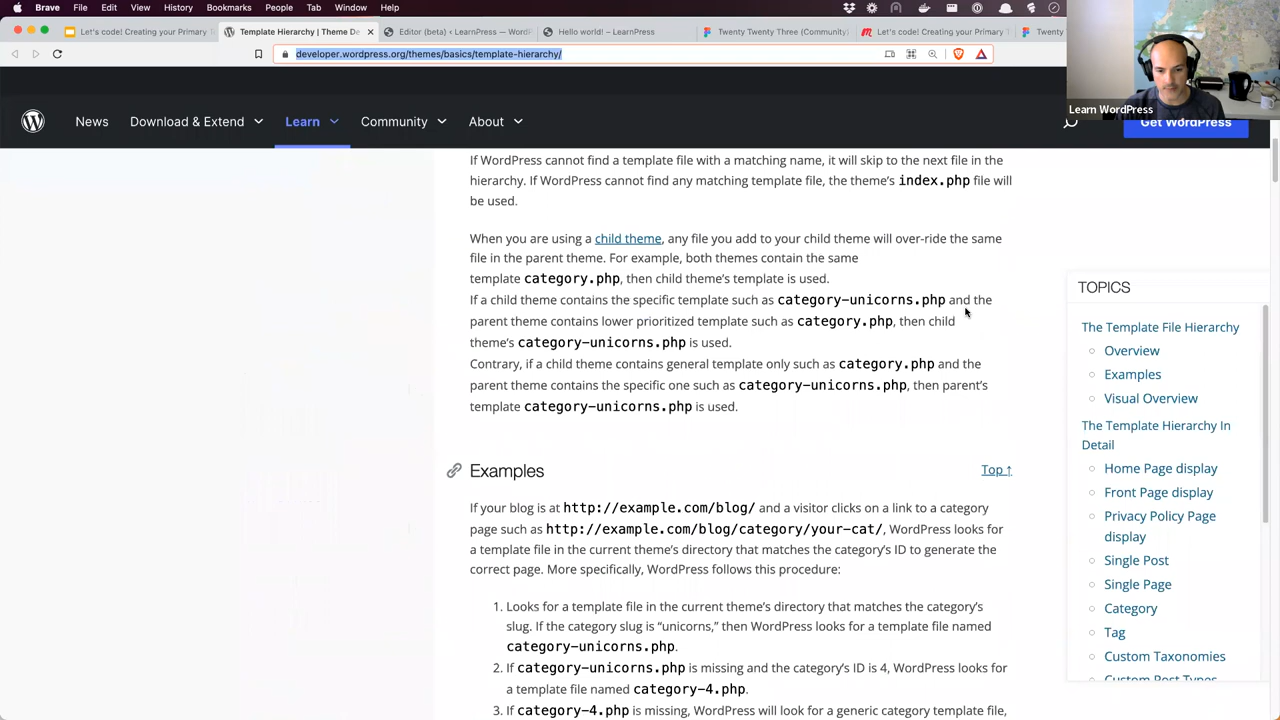 Brave File Edit View History Bookmarks People Tab Window Help
Let's code! Creating your Primary T
Template Hierarchy | Theme De
Editor (beta) ‹ LearnPress — WordP
Hello world! – LearnPress
Twenty Twenty Three (Community)
Let's code! Creating your Primary
Twenty
developer.wordpress.org/themes/basics/template-hierarchy/
Learn WordPress
News Download & Extend Learn Community About
Get WordPress
If WordPress cannot find a template file with a matching name, it will skip to the next file in the
hierarchy. If WordPress cannot find any matching template file, the theme's index.php file will
be used.
When you are using a child theme, any file you add to your child theme will over-ride the same
file in the parent theme. For example, both themes contain the same
template category.php, then child theme's template is used.
If a child theme contains the specific template such as category-unicorns.php and the
parent theme contains lower prioritized template such as category.php, then child
theme's category-unicorns.php is used.
Contrary, if a child theme contains general template only such as category.php and the
parent theme contains the specific one such as category-unicorns.php, then parent's
template category-unicorns.php is used.
Examples
Top ↑
If your blog is at http://example.com/blog/ and a visitor clicks on a link to a category
page such as http://example.com/blog/category/your-cat/, WordPress looks for
a template file in the current theme's directory that matches the category's ID to generate the
correct page. More specifically, WordPress follows this procedure:
1. Looks for a template file in the current theme's directory that matches the category's
slug. If the category slug is "unicorns," then WordPress looks for a template file named
category-unicorns.php.
2. If category-unicorns.php is missing and the category's ID is 4, WordPress looks for
a template file named category-4.php.
3. If category-4.php is missing, WordPress will look for a generic category template file,
TOPICS
The Template File Hierarchy
Overview
Examples
Visual Overview
The Template Hierarchy In
Detail
Home Page display
Front Page display
Privacy Policy Page
display
Single Post
Single Page
Category
Tag
Custom Taxonomies
Custom Post Types